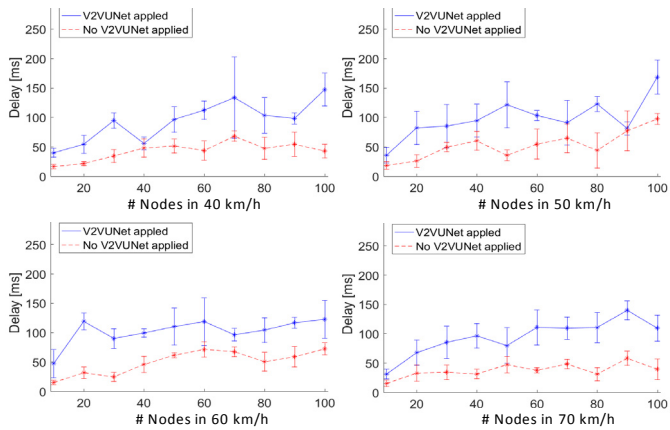 V2VUNet appled
No V2VUNet appled
Delay [ms]
250
200
150
100
50
0
20
40
60
80
100
# Nodes in 40 km/h
V2VUNet applied
No V2VUNet applied
Delay [ms]
250
200
150
100
50
0
20
40
60
80
100
# Nodes in 50 km/h
V2VUNet applied
No V2VUNet applied
Delay [ms]
250
200
150
100
50
0
20
40
60
80
100
# Nodes in 60 km/h
V2VUNet applied
No V2VUNet applied
Delay [ms]
250
200
150
100
50
0
20
40
60
80
100
# Nodes in 70 km/h